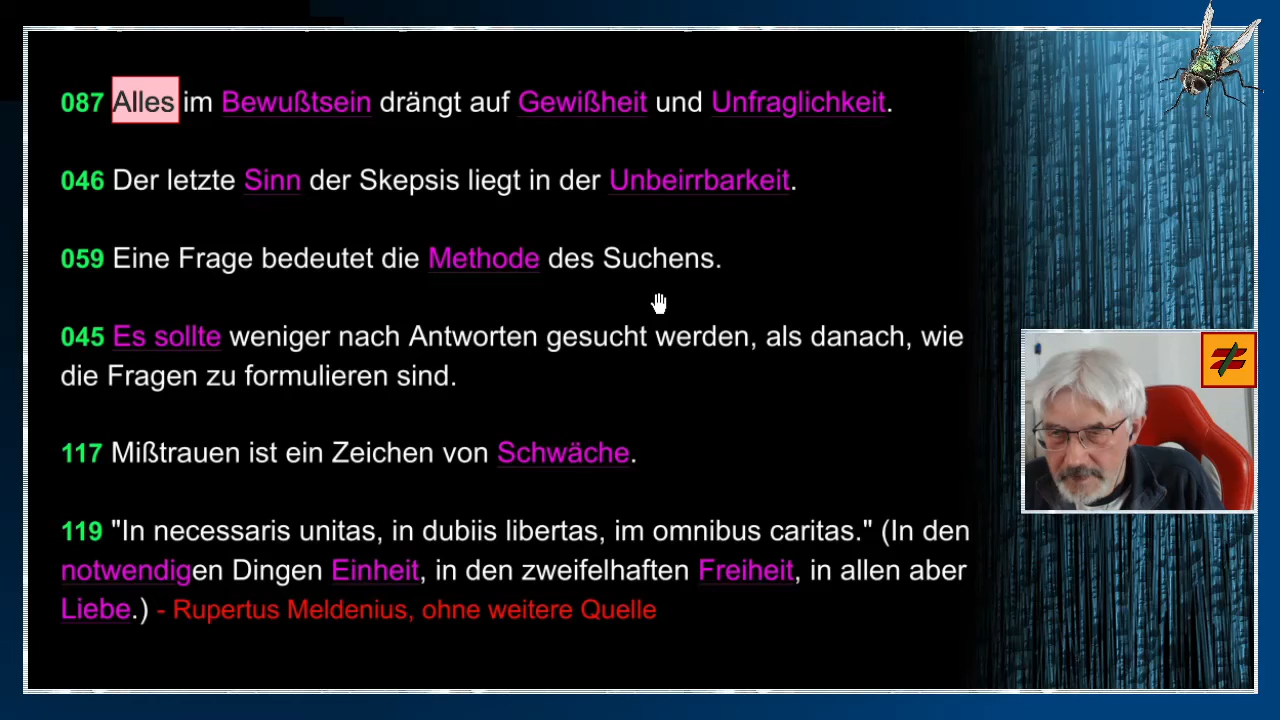 087 Alles im Bewußtsein drängt auf Gewißheit und Unfraglichkeit.
046 Der letzte Sinn der Skepsis liegt in der Unbeirrbarkeit.
059 Eine Frage bedeutet die Methode des Suchens.
045 Es sollte weniger nach Antworten gesucht werden, als danach, wie
die Fragen zu formulieren sind.
117 Mißtrauen ist ein Zeichen von Schwäche.
119 "In necessaris unitas, in dubiis libertas, im omnibus caritas." (In den
notwendigen Dingen Einheit, in den zweifelhaften Freiheit, in allen aber
Liebe.) - Rupertus Meldenius, ohne weitere Quelle